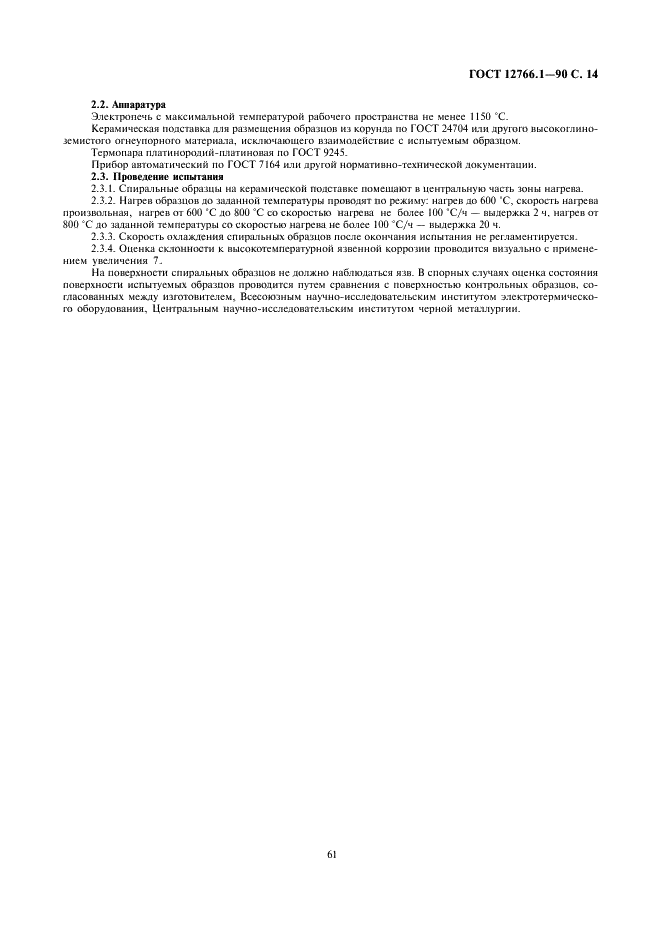 ГОСТ 12766.1—90 С. 14
2.2. Аппаратура
Электропечь с максимальной температурой рабочего пространства не менее 1150 °С.
Керамическая подставка для размещения образцов из корунда по ГОСТ 24704 или другого высокоглино-
земистого огнеупорного материала, исключающего взаимодействие с испытуемым образцом.
Термопара платинородий-платиновая по ГОСТ 9245.
Прибор автоматический по ГОСТ 7164 или другой нормативно-технической документации.
2.3. Проведение испытания
2.3.1. Спиральные образцы на керамической подставке помещают в центральную часть зоны нагрева.
2.3.2. Нагрев образцов до заданной температуры проводят по режиму: нагрев до 600 °С, скорость нагрева
произвольная, нагрев от 600 °С до 800 °С со скоростью нагрева не более 100 °С/ч — выдержка 2 ч, нагрев от
800 °С до заданной температуры со скоростью нагрева не более 100 °С/ч — выдержка 20 ч.
2.3.3. Скорость охлаждения спиральных образцов после окончания испытания не регламентируется.
2.3.4. Оценка склонности к высокотемпературной язвенной коррозии проводится визуально с примене-
нием увеличения 7.
На поверхности спиральных образцов не должно наблюдаться язв. В спорных случаях оценка состояния
поверхности испытуемых образцов проводится путем сравнения с поверхностью контрольных образцов, со-
гласованных между изготовителем, Всесоюзным научно-исследовательским институтом электротермическо-
го оборудования, Центральным научно-исследовательским институтом черной металлургии.
61